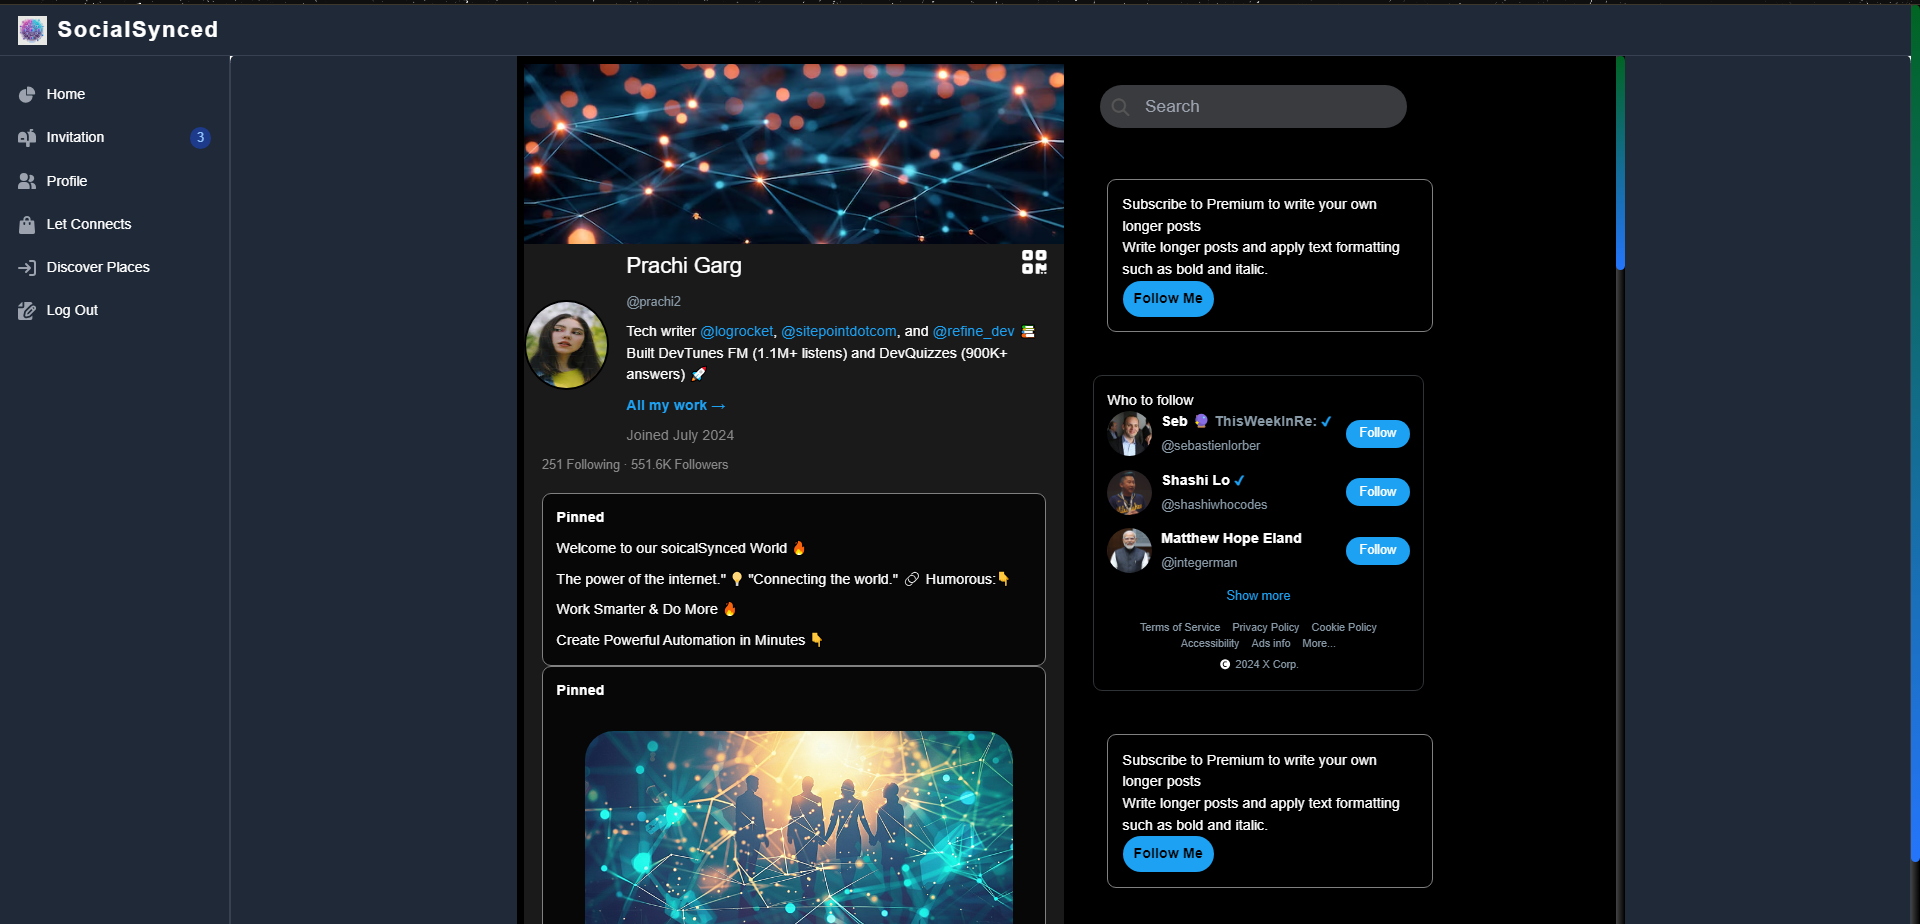 SocialSynced
Home
Invitation 3
Profile
Let Connects
Discover Places
Log Out
Prachi Garg
@prachi2
Tech writer @logrocket, @sitepointdotcom, and @refine_dev 📚
Built DevTunes FM (1.1M+ listens) and DevQuizzes (900K+
answers) 🚀
All my work →
Joined July 2024
251 Following · 551.6K Followers
Pinned
Welcome to our soicalSynced World 🔥
The power of the internet." 💡 "Connecting the world." 🔗 Humorous:👇
Work Smarter & Do More 🔥
Create Powerful Automation in Minutes 👇
Pinned
Search
Subscribe to Premium to write your own
longer posts
Write longer posts and apply text formatting
such as bold and italic.
Follow Me
Who to follow
Seb 🔮 ThisWeekInRe: ✔
@sebastienlorber
Follow
Shashi Lo ✔
@shashiwhocodes
Follow
Matthew Hope Eland
@integerman
Follow
Show more
Terms of Service Privacy Policy Cookie Policy
Accessibility Ads info More...
© 2024 X Corp.
Subscribe to Premium to write your own
longer posts
Write longer posts and apply text formatting
such as bold and italic.
Follow Me